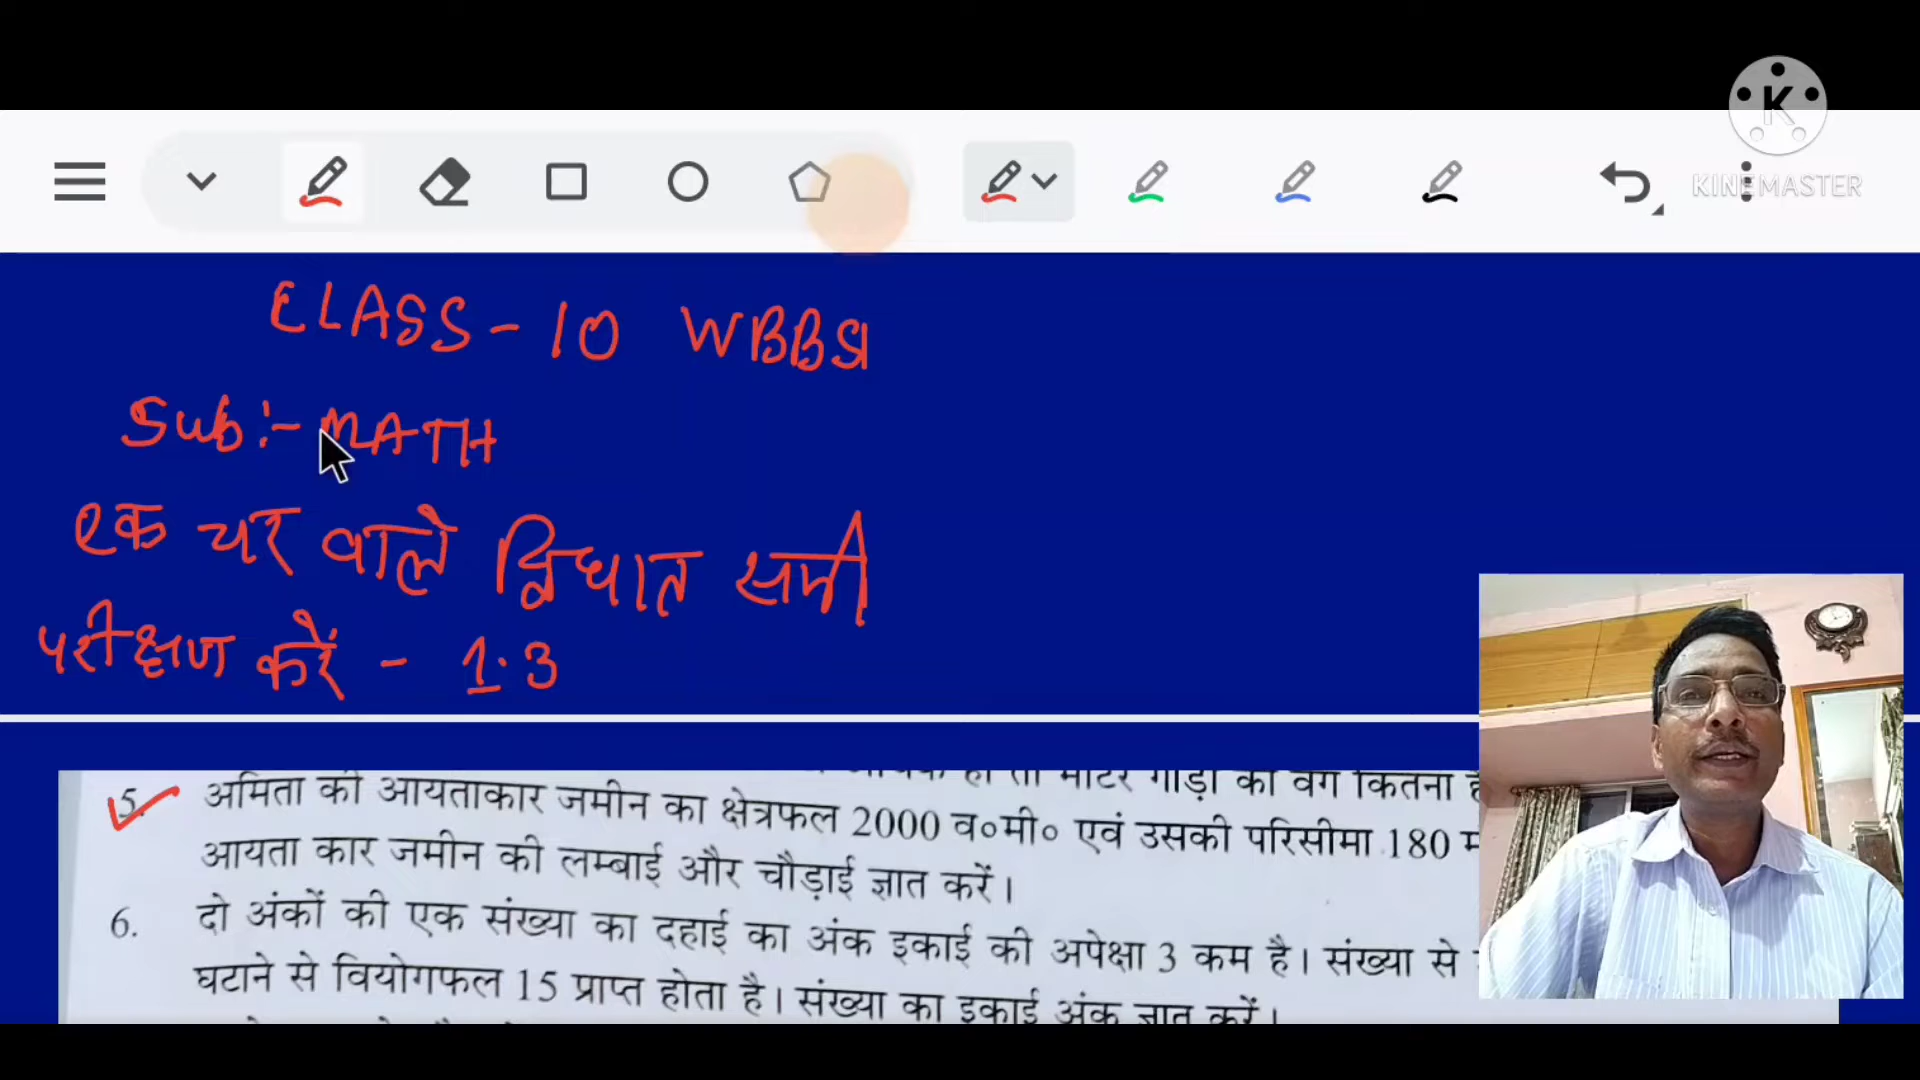 KINEMASTER
CLASS - 10 WBBS
Sub :- MATH
एक चर वाले द्विघात समी
परीक्षण करें - 1.3
5. अमिता की आयताकार जमीन का क्षेत्रफल 2000 व०मी० एवं उसकी परिसीमा 180
आयता कार जमीन की लम्बाई और चौड़ाई ज्ञात करें।
6. दो अंकों की एक संख्या का दहाई का अंक इकाई की अपेक्षा 3 कम है। संख्या से
घटाने से वियोगफल 15 प्राप्त होता है। संख्या का इकाई अंक ज्ञात करें।